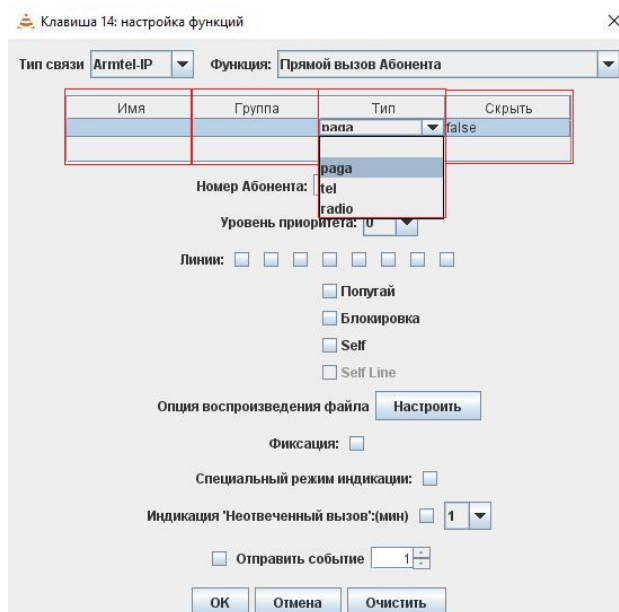 Клавиша 14: настройка функций
Тип связи Armtel-IP Функция: Прямой вызов Абонента
Имя Группа Тип Скрыть
paga false
paga
Номер Абонента: tel
radio
Уровень приоритета: 0
Линии:
Попугай
Блокировка
Self
Self Line
Опция воспроизведения файла Настроить
Фиксация:
Специальный режим индикации:
Индикация 'Неотвеченный вызов':(мин) 1
Отправить событие 1
OK Отмена Очистить